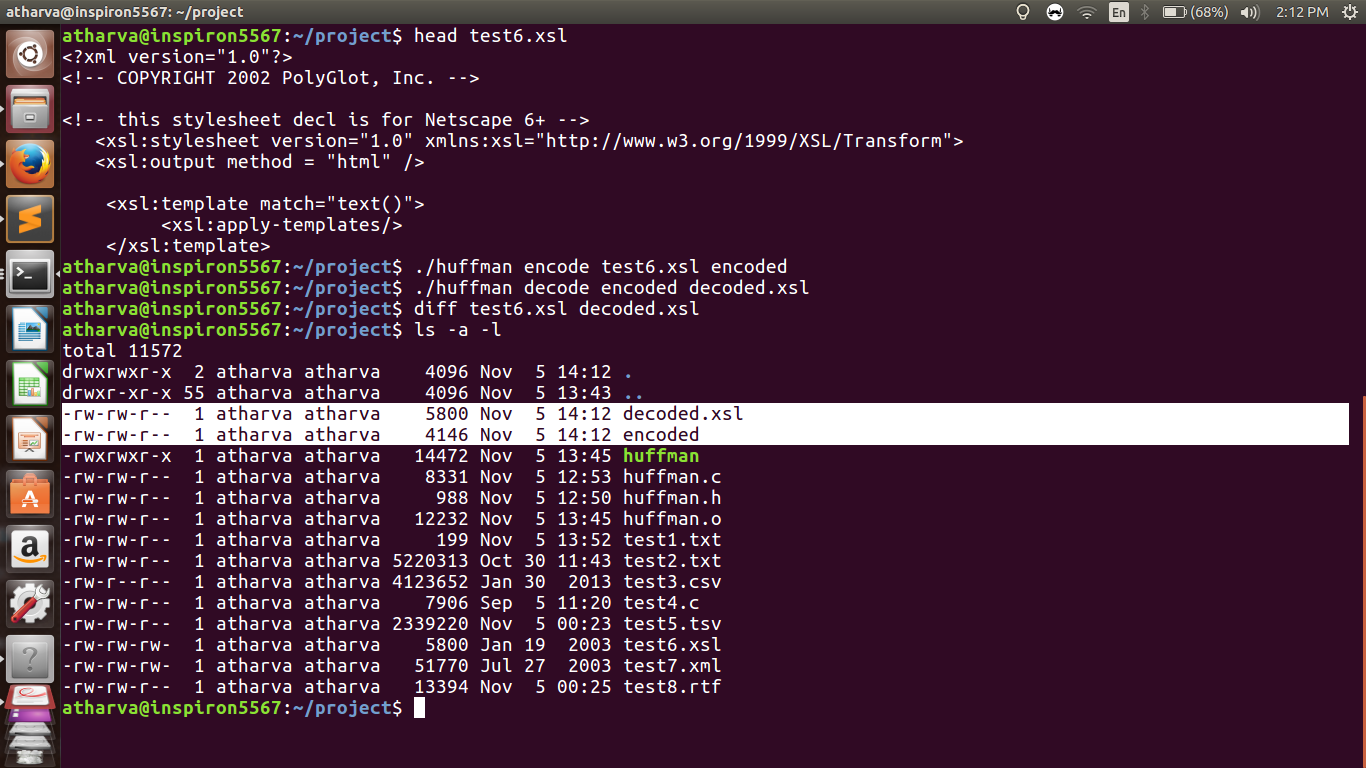 atharva@inspiron5567: ~/project
En
(68%)
2:12 PM
atharva@inspiron5567:~/project$ head test6.xsl
<?xml version="1.0"?>
<!-- COPYRIGHT 2002 PolyGlot, Inc. -->
<!-- this stylesheet decl is for Netscape 6+ -->
   <xsl:stylesheet version="1.0" xmlns:xsl="http://www.w3.org/1999/XSL/Transform">
   <xsl:output method = "html" />
    <xsl:template match="text()">
         <xsl:apply-templates/>
    </xsl:template>
atharva@inspiron5567:~/project$ ./huffman encode test6.xsl encoded
atharva@inspiron5567:~/project$ ./huffman decode encoded decoded.xsl
atharva@inspiron5567:~/project$ diff test6.xsl decoded.xsl
atharva@inspiron5567:~/project$ ls -a -l
total 11572
drwxrwxr-x  2 atharva atharva    4096 Nov  5 14:12 .
drwxr-xr-x 55 atharva atharva    4096 Nov  5 13:43 ..
-rw-rw-r--  1 atharva atharva    5800 Nov  5 14:12 decoded.xsl
-rw-rw-r--  1 atharva atharva    4146 Nov  5 14:12 encoded
-rwxrwxr-x  1 atharva atharva   14472 Nov  5 13:45 huffman
-rw-rw-r--  1 atharva atharva    8331 Nov  5 12:53 huffman.c
-rw-rw-r--  1 atharva atharva     988 Nov  5 12:50 huffman.h
-rw-rw-r--  1 atharva atharva   12232 Nov  5 13:45 huffman.o
-rw-rw-r--  1 atharva atharva     199 Nov  5 13:52 test1.txt
-rw-rw-r--  1 atharva atharva 5220313 Oct 30 11:43 test2.txt
-rw-r--r--  1 atharva atharva 4123652 Jan 30  2013 test3.csv
-rw-rw-r--  1 atharva atharva    7906 Sep  5 11:20 test4.c
-rw-rw-r--  1 atharva atharva 2339220 Nov  5 00:23 test5.tsv
-rw-rw-rw-  1 atharva atharva    5800 Jan 19  2003 test6.xsl
-rw-rw-rw-  1 atharva atharva   51770 Jul 27  2003 test7.xml
-rw-rw-r--  1 atharva atharva   13394 Nov  5 00:25 test8.rtf
atharva@inspiron5567:~/project$